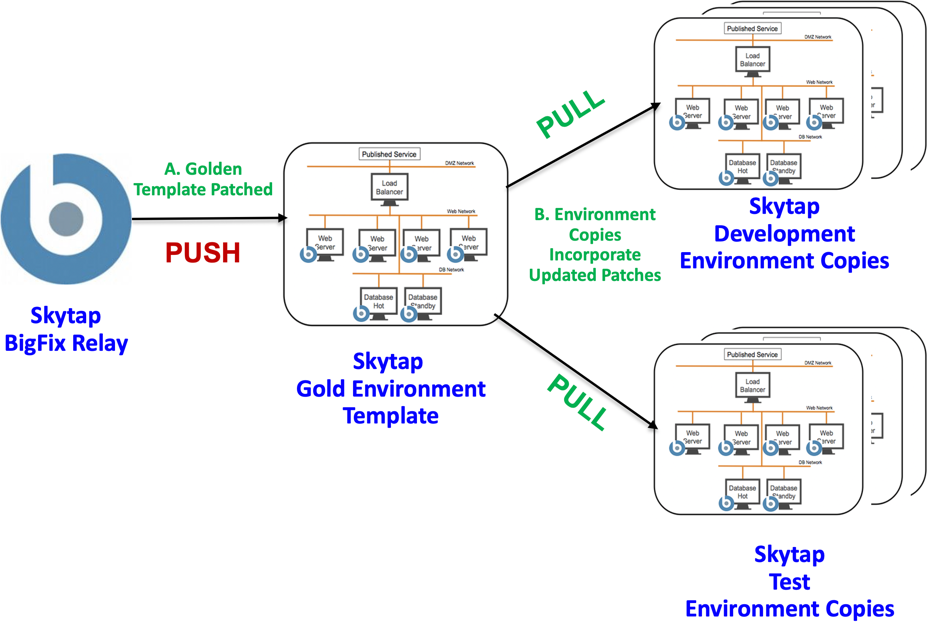 A. Golden
Template Patched
PUSH
Skytap
BigFix Relay
Published Service
DMZ Network
Load
Balancer
Web Network
Web
Server
Web
Server
Web
Server
Web
Server
DB Network
Database
Hot
Database
Standby
Skytap
Gold Environment
Template
PULL
B. Environment
Copies
Incorporate
Updated Patches
PULL
Published Service
DMZ Network
Load
Balancer
Web Network
Web
Server
Web
Server
Web
Server
Web
Server
DB Network
Database
Hot
Database
Standby
Skytap
Development
Environment Copies
Published Service
DMZ Network
Load
Balancer
Web Network
Web
Server
Web
Server
Web
Server
Web
Server
DB Network
Database
Hot
Database
Standby
Skytap
Test
Environment Copies